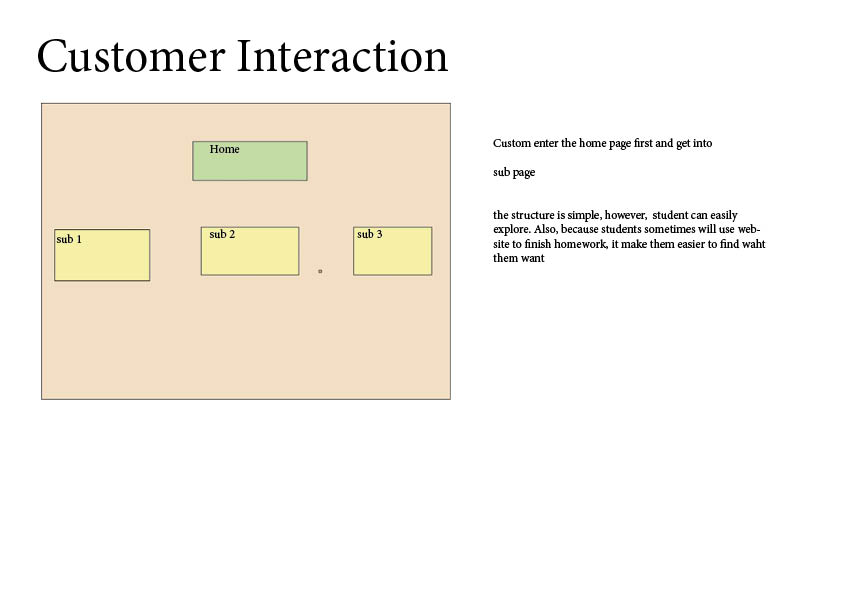 Customer Interaction
Home
sub 1
sub 2
sub 3
Custom enter the home page first and get into
sub page
the structure is simple, however,  student can easily
explore. Also, because students sometimes will use web-
site to finish homework, it make them easier to find waht
them want